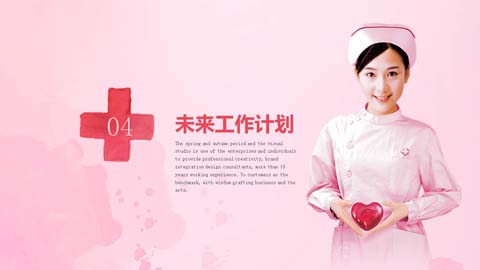 04
未来工作计划
The spring and autumn period and the visual
studio is one of the enterprises and individuals
to provide professional creativity, brand
integration design consultants, more than 10
years working experience. To customers as the
benchmark, with wisdom grafting business and the
arts.